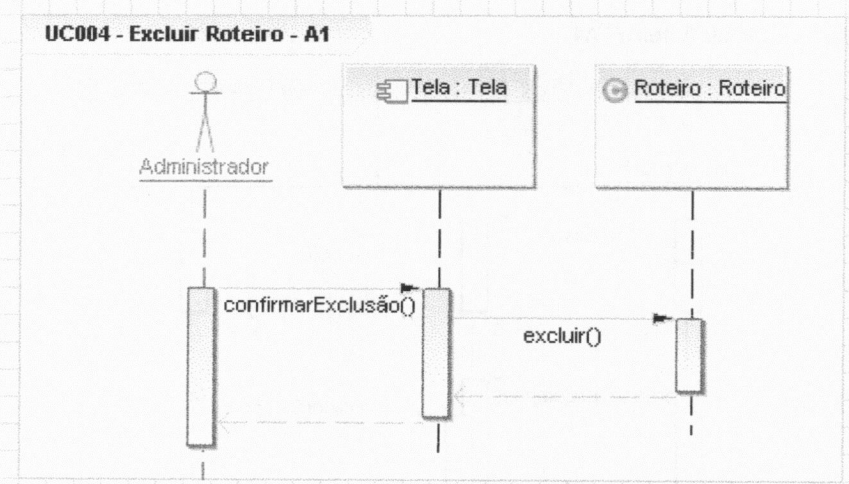 UC004 - Excluir Roteiro - A1
Administrador
Tela : Tela
Roteiro : Roteiro
confirmarExclusão()
excluir()